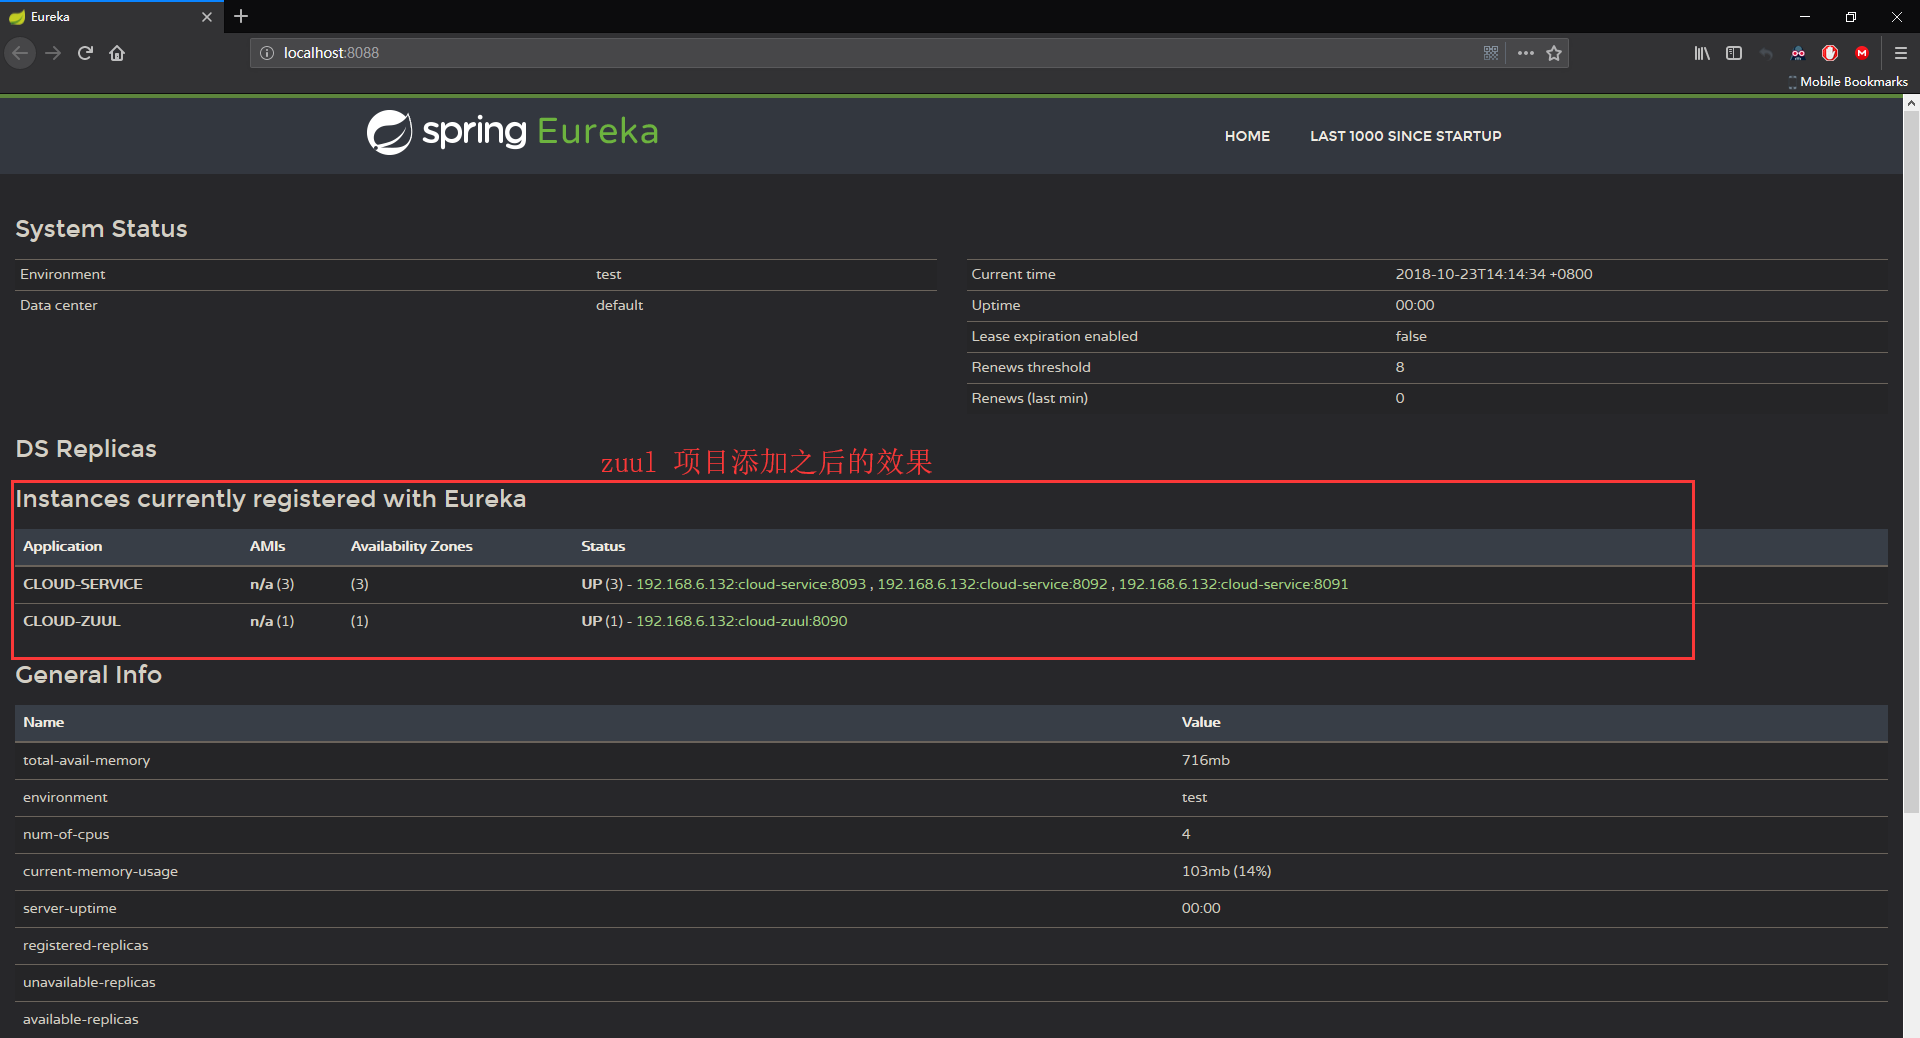 Eureka
localhost:8088
Mobile Bookmarks
spring Eureka
HOME LAST 1000 SINCE STARTUP
System Status
Environment test
Data center default
Current time 2018-10-23T14:14:34 +0800
Uptime 00:00
Lease expiration enabled false
Renews threshold 8
Renews (last min) 0
DS Replicas
zuul 项目添加之后的效果
Instances currently registered with Eureka
Application AMIs Availability Zones Status
CLOUD-SERVICE n/a (3) (3) UP (3) - 192.168.6.132:cloud-service:8093 , 192.168.6.132:cloud-service:8092 , 192.168.6.132:cloud-service:8091
CLOUD-ZUUL n/a (1) (1) UP (1) - 192.168.6.132:cloud-zuul:8090
General Info
Name Value
total-avail-memory 716mb
environment test
num-of-cpus 4
current-memory-usage 103mb (14%)
server-uptime 00:00
registered-replicas
unavailable-replicas
available-replicas